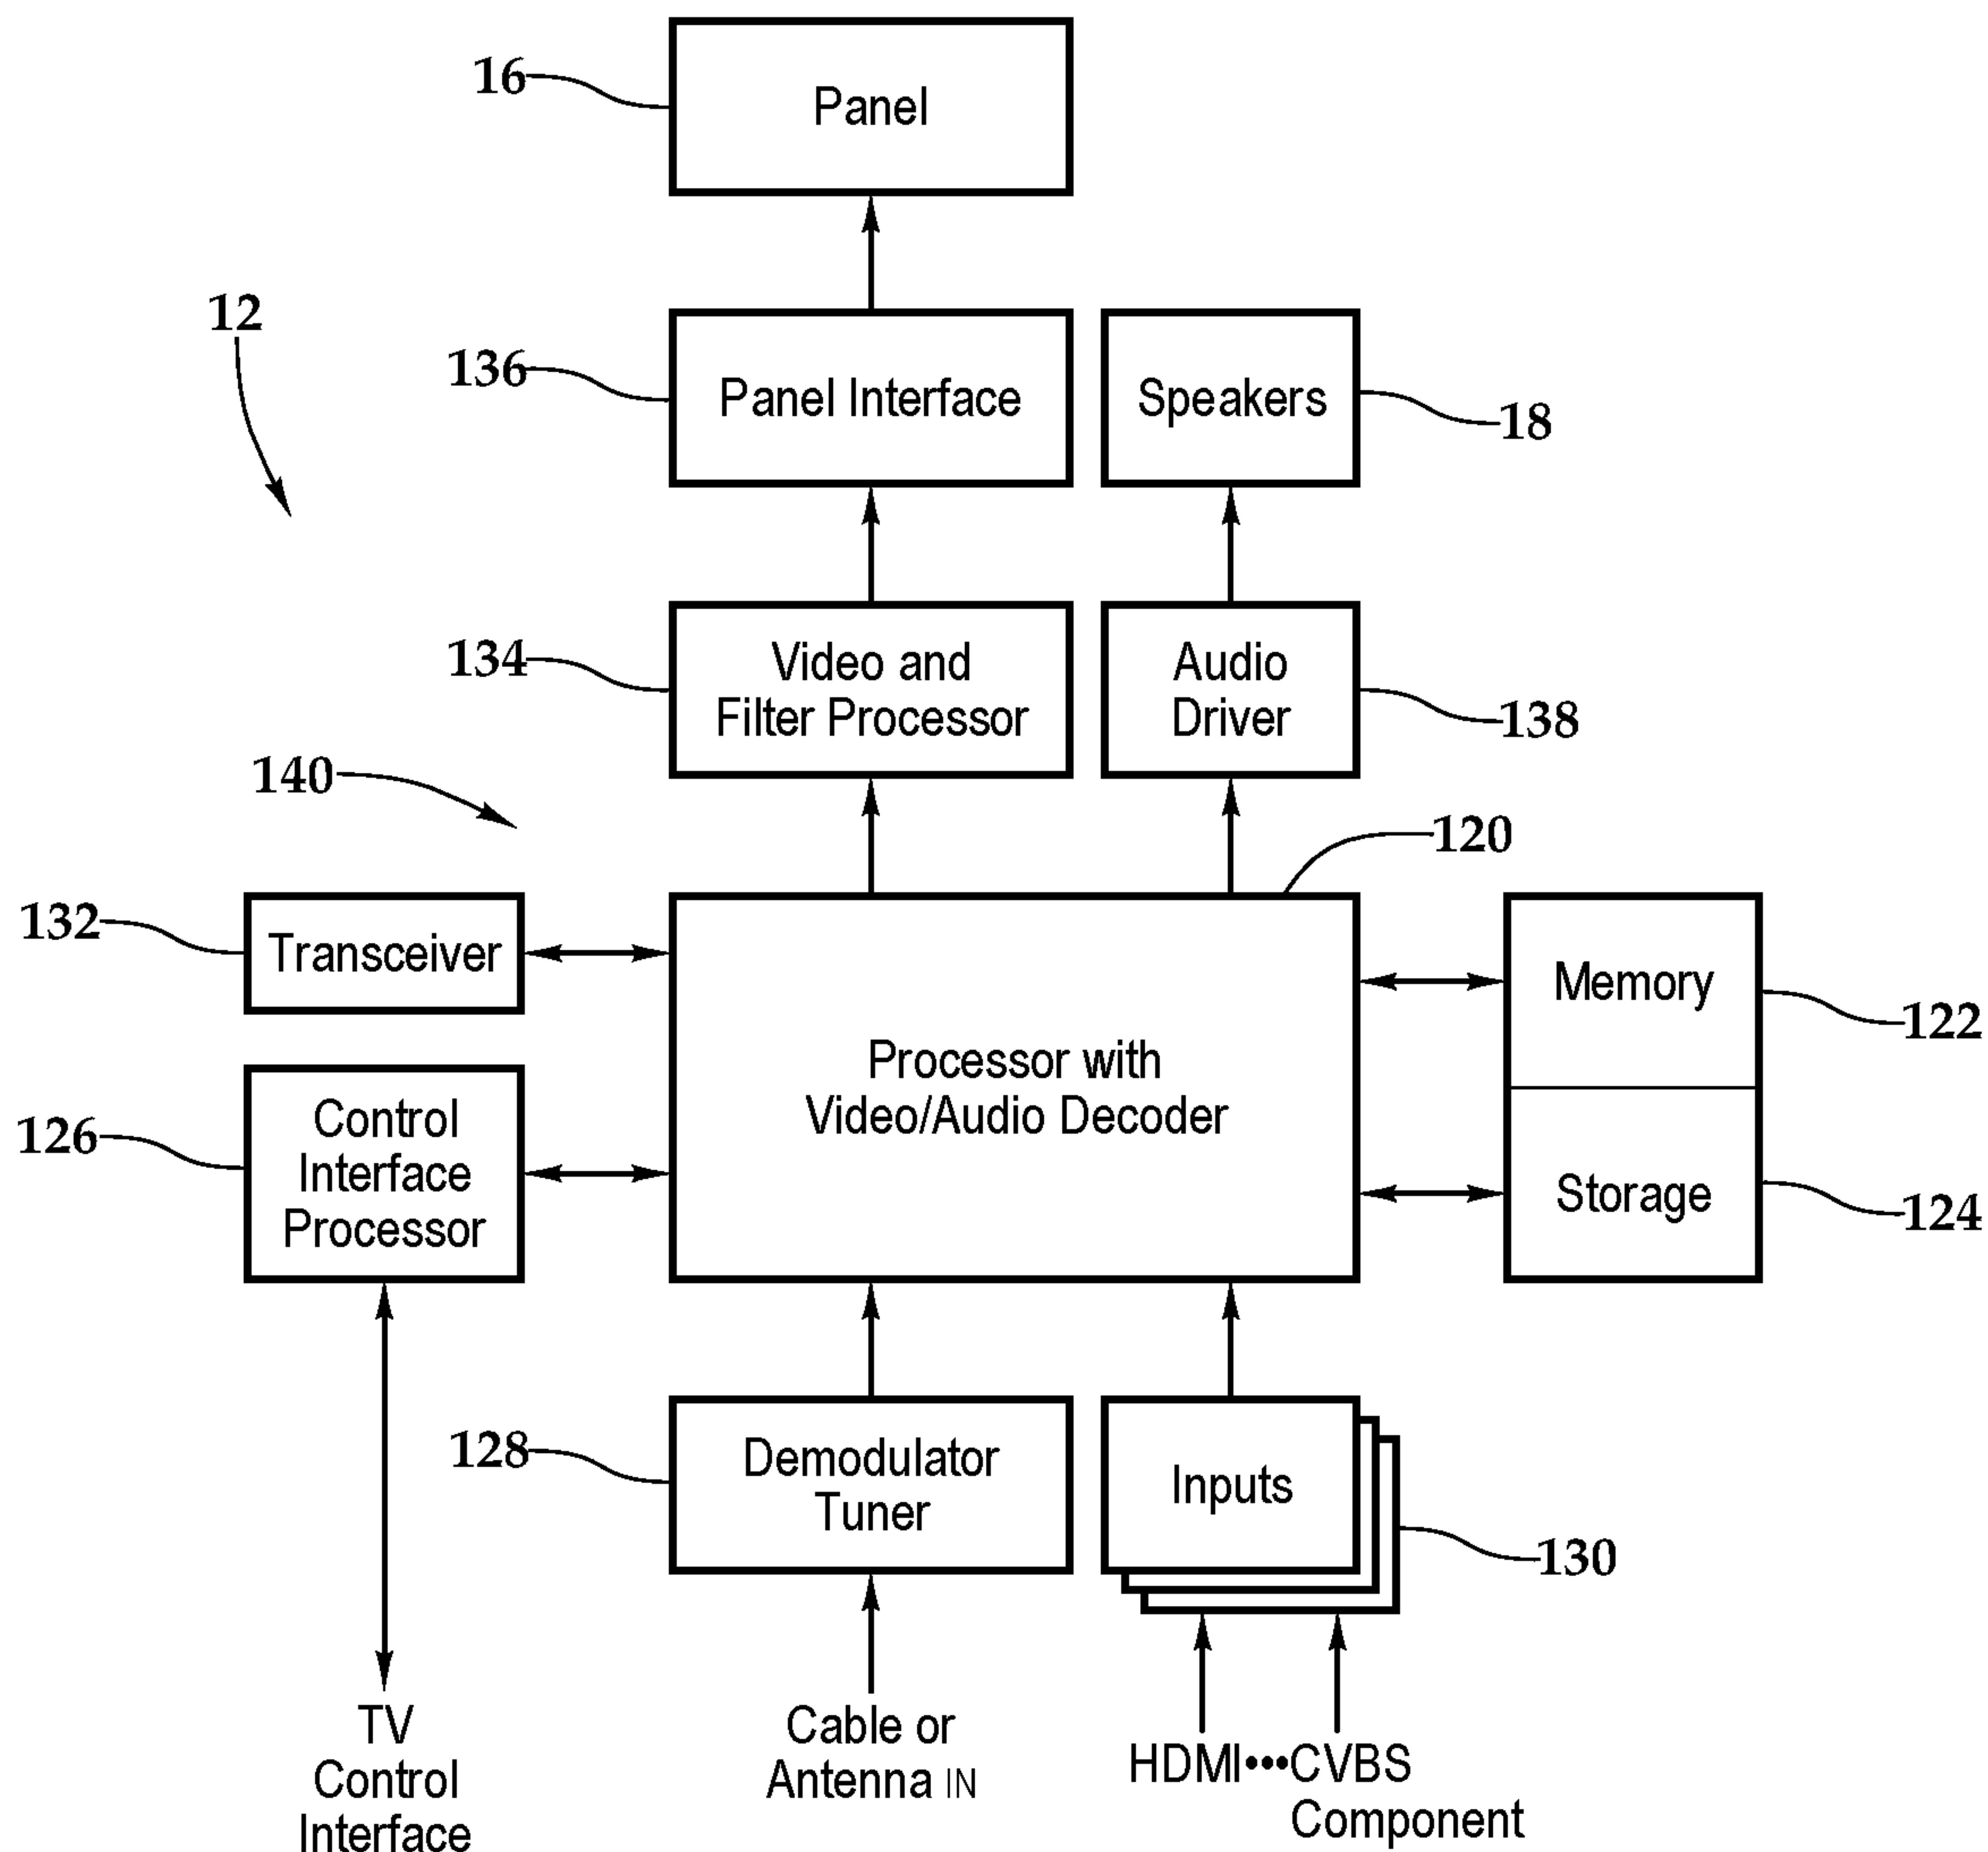 16
Panel
12
136
Panel Interface
Speakers
18
134
Video and
Filter Processor
Audio
Driver
138
140
120
132
Transceiver
Memory
122
Processor with
Video/Audio Decoder
126
Control
Interface
Processor
Storage
124
128
Demodulator
Tuner
Inputs
130
TV
Control
Interface
Cable or
Antenna IN
HDMI•••CVBS
Component